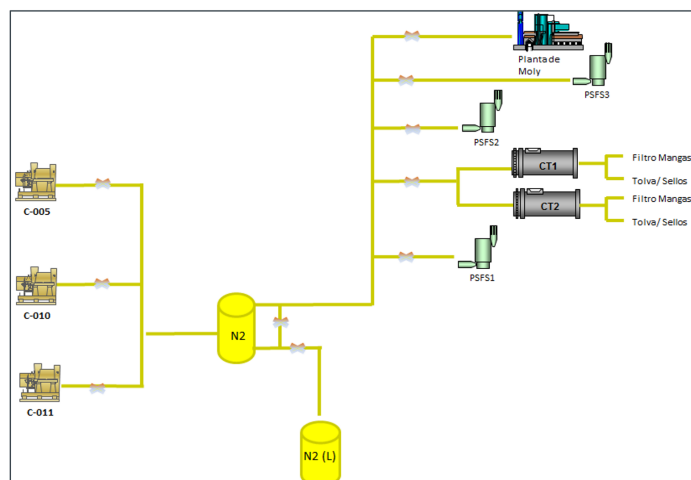 Planta de
Moly
PSFS3
PSFS2
CT1
Filtro Mangas
Tolva/ Sellos
CT2
Filtro Mangas
Tolva/ Sellos
PSFS1
C-005
C-010
C-011
N2
N2 (L)